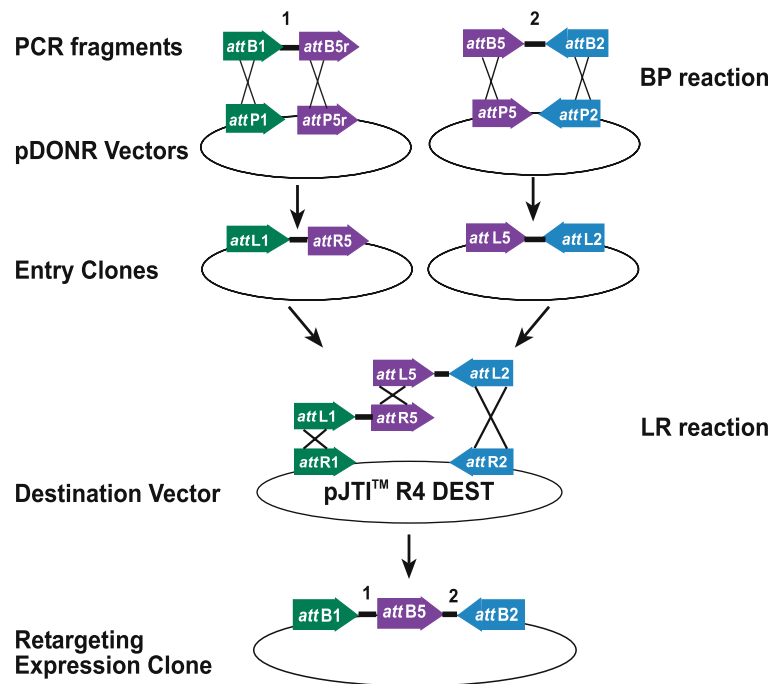 1
2
PCR fragments
attB1
attB5r
attB5
attB2
BP reaction
attP1
attP5r
attP5
attP2
pDONR Vectors
attL1
attR5
attL5
attL2
Entry Clones
attL5
attL2
attL1
attR5
LR reaction
attR1
attR2
Destination Vector
pJTI™ R4 DEST
1
2
attB1
attB5
attB2
Retargeting
Expression Clone